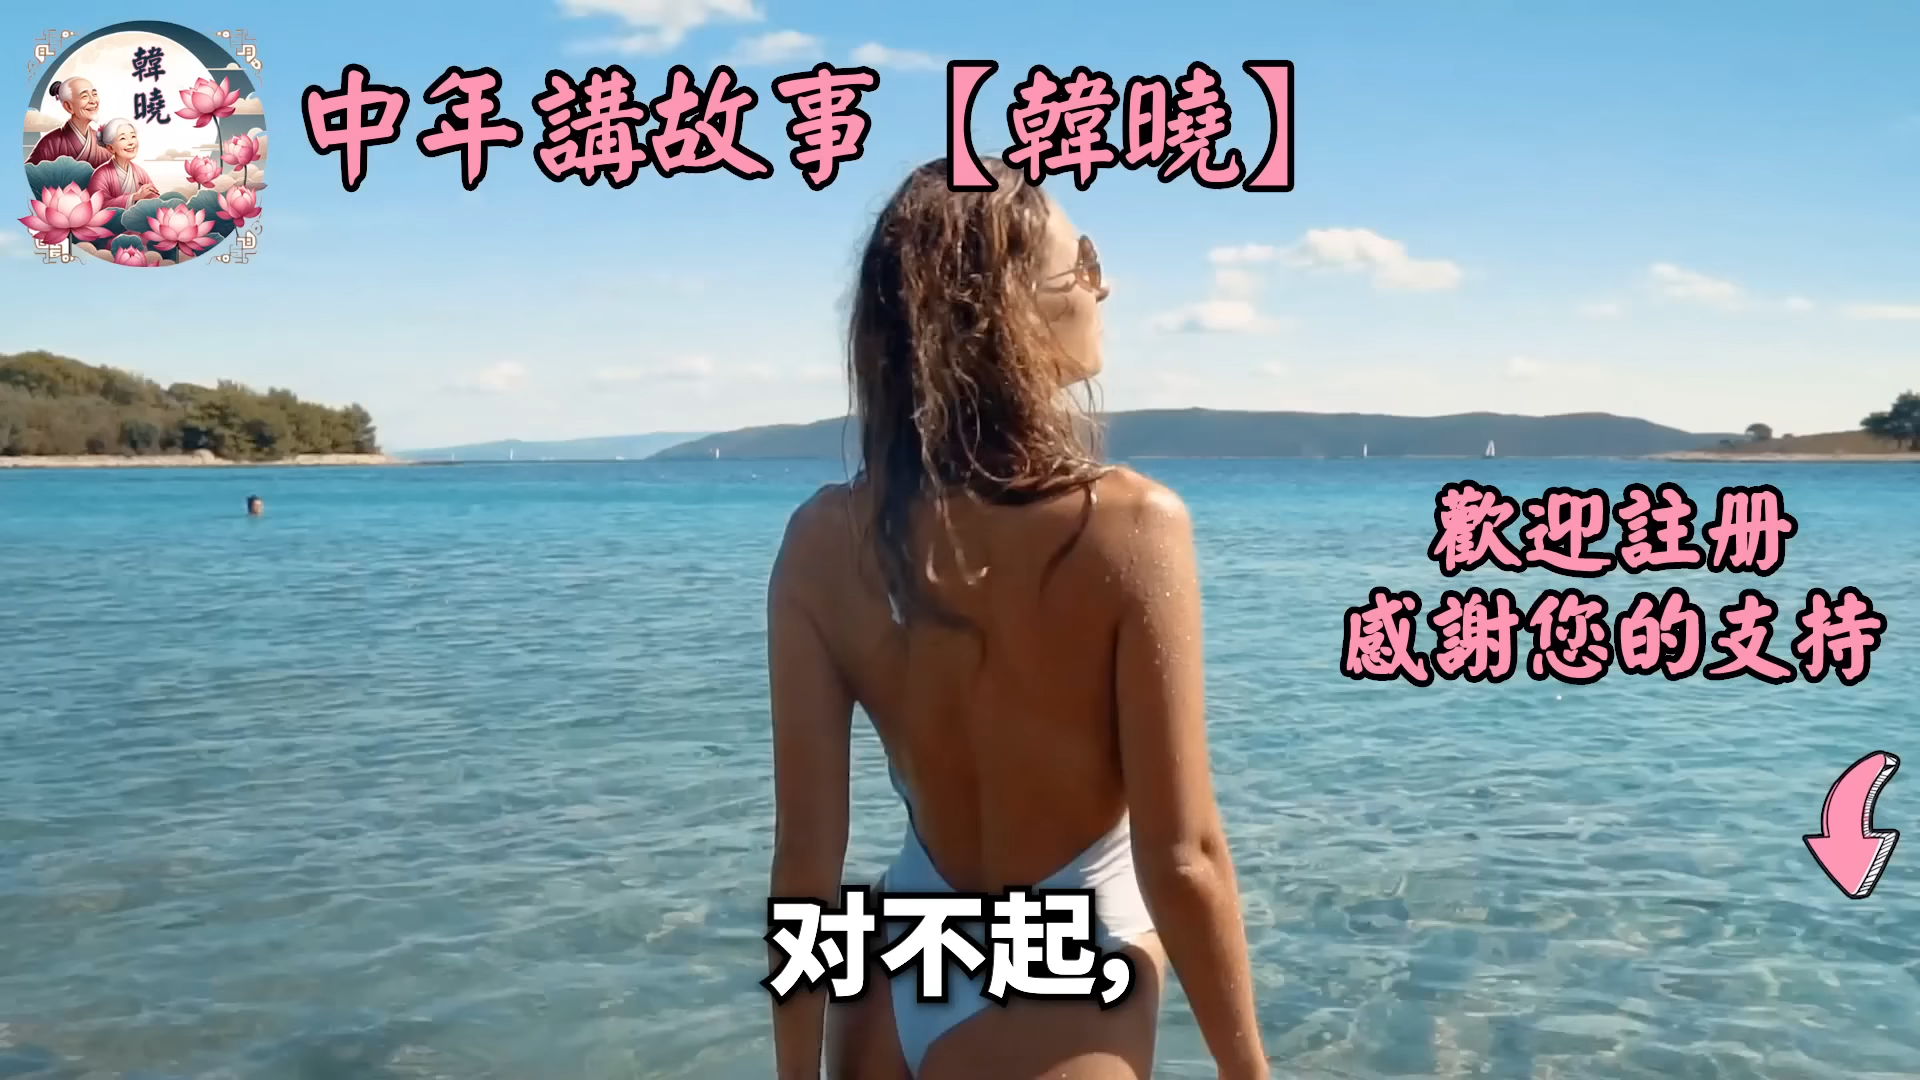 韓
曉
中年講故事【韓曉】
歡迎註册
感謝您的支持
对不起,